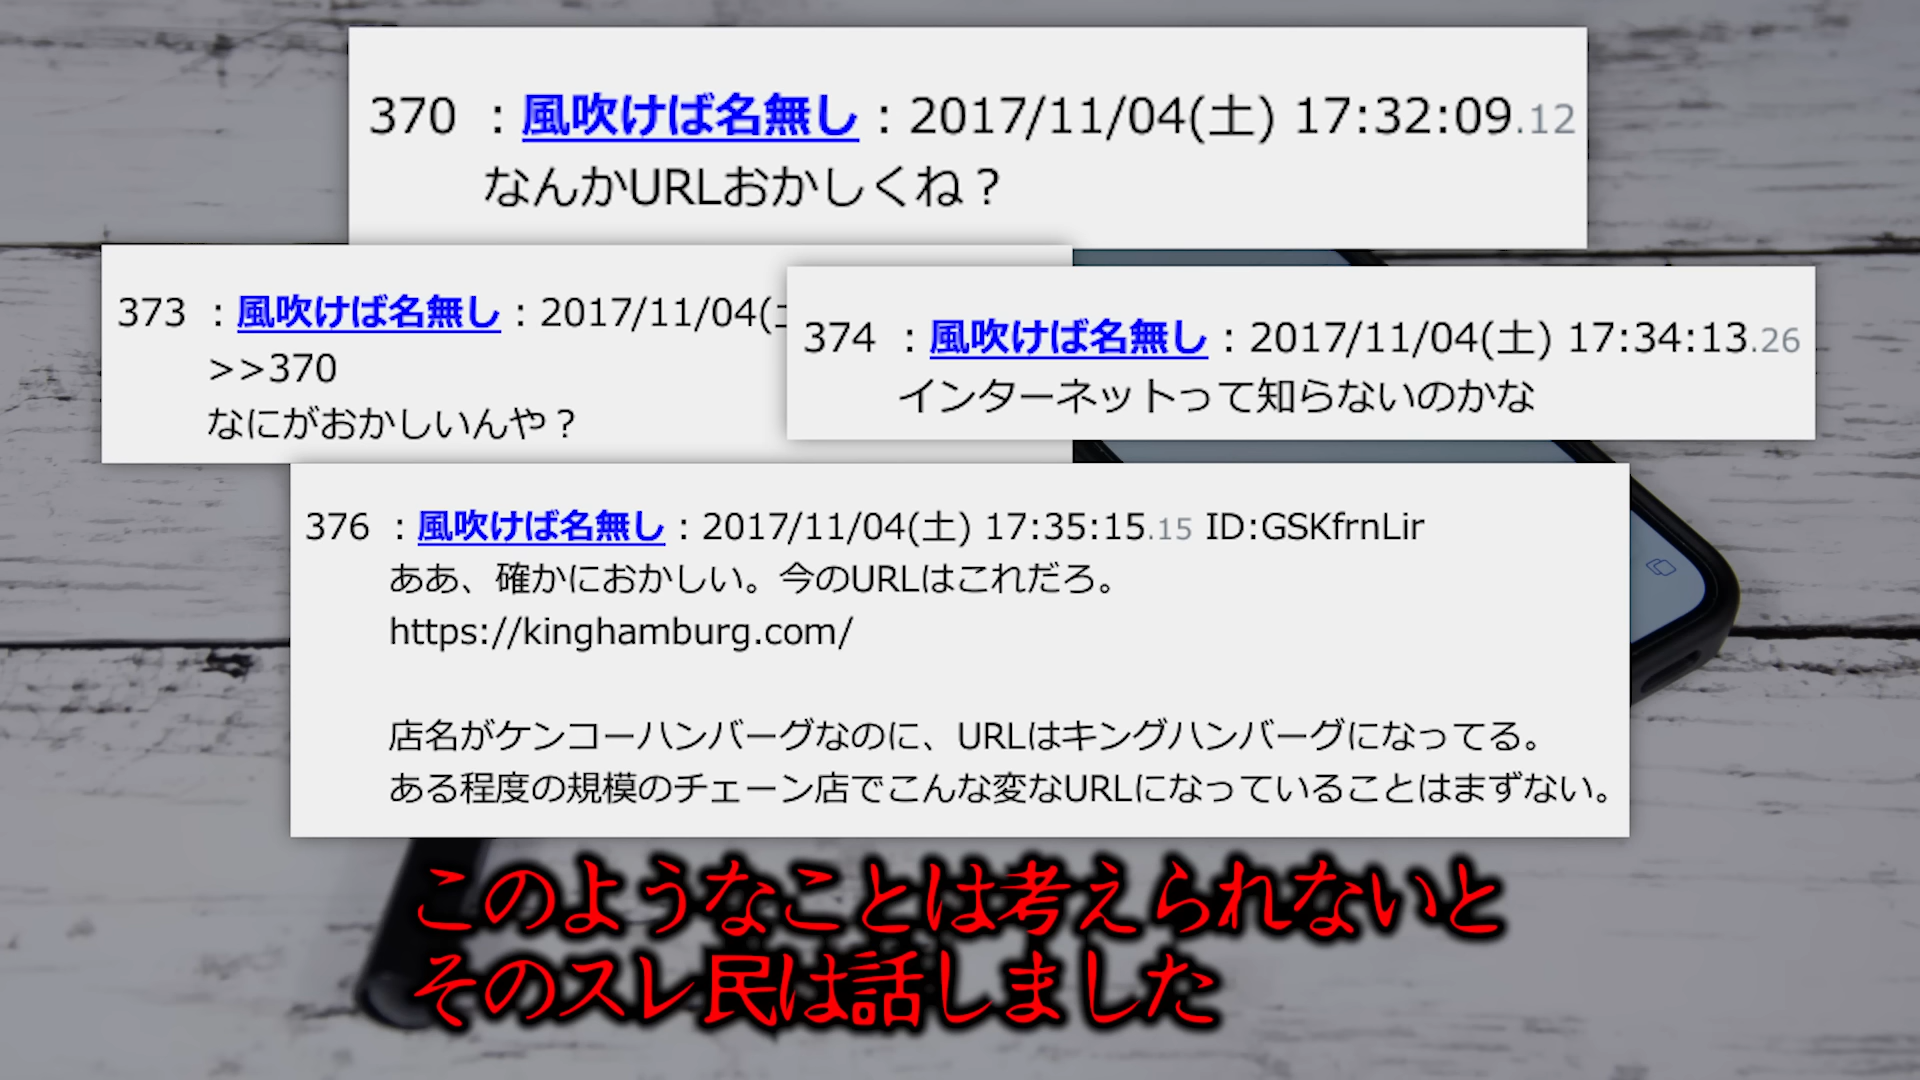 370 ：風吹けば名無し：2017/11/04(土) 17:32:09.12
なんかURLおかしくね？
373 ：風吹けば名無し：2017/11/04(
>>370
なにがおかしいんや？
374 ：風吹けば名無し：2017/11/04(土) 17:34:13.26
インターネットって知らないのかな
376 ：風吹けば名無し：2017/11/04(土) 17:35:15.15 ID:GSKfrnLir
ああ、確かにおかしい。今のURLはこれだろ。
https://kinghamburg.com/
店名がケンコーハンバーグなのに、URLはキングハンバーグになってる。
ある程度の規模のチェーン店でこんな変なURLになっていることはまずない。
このようなことは考えられないと
そのスレ民は話しました